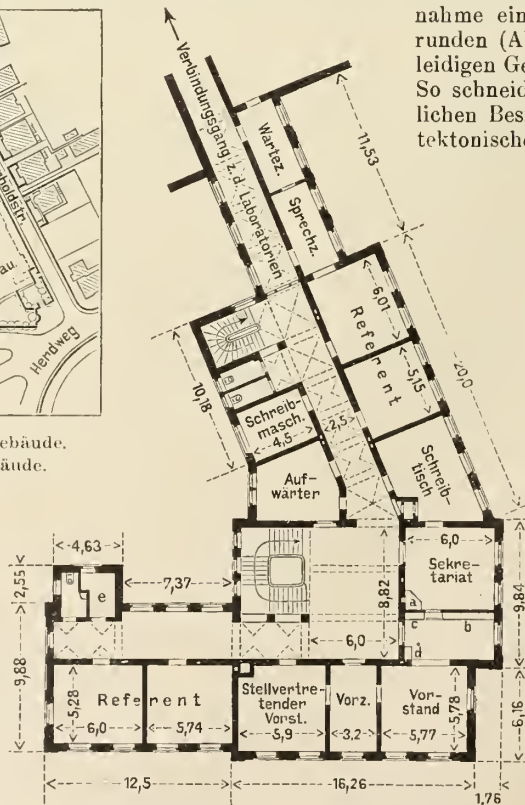 nahme ein
runden (A
leidigen Ge
So schneid
lichen Bes
tektonische
Herdweg
au
ebäude.
äude.
Verbindungsgang z.d. Laboratorien
Wartez.
Sprechz.
11,53
Referent
6,01
5,15
20,0
10,18
Schreib-
masch.
4,5
2,5
Auf-
wärter
Schreib-
tisch
6,0
Sekre-
tariat
9,84
a
c
b
d
4,63
2,55
e
7,37
8,82
6,0
9,88
5,28
Referent
6,0
5,74
Stellvertre-
tender
Vorst.
5,9
Vorz.
3,2
Vor-
stand
5,77
5,78
6,16
12,5
16,26
1,76